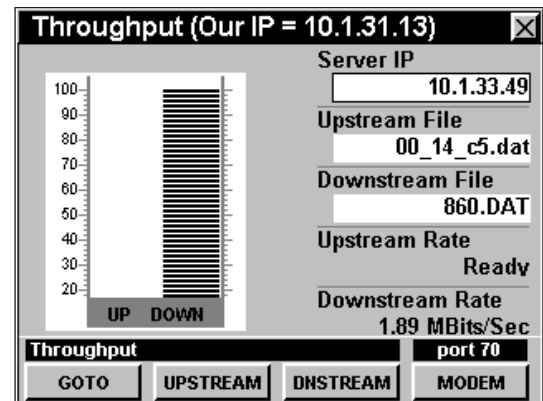 Throughput (Our IP = 10.1.31.13)
Server IP
10.1.33.49
Upstream File
00_14_c5.dat
Downstream File
860.DAT
Upstream Rate
Ready
Downstream Rate
1.89 MBits/Sec
100
90
80
70
60
50
40
30
20
UP DOWN
Throughput port 70
GOTO UPSTREAM DNSTREAM MODEM